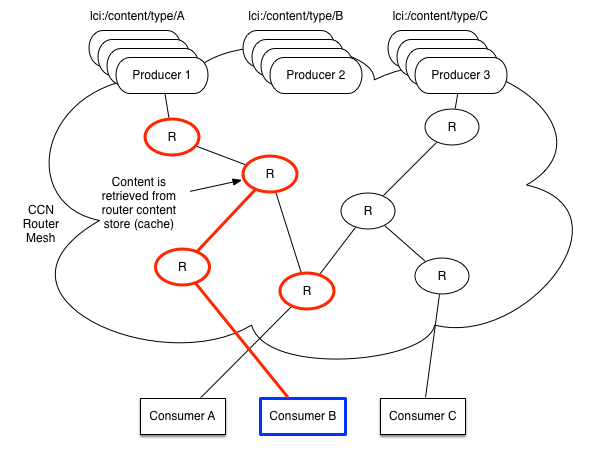 lci:/content/type/A
lci:/content/type/B
lci:/content/type/C
Producer 1
Producer 2
Producer 3
R
R
R
Content is
retrieved from
router content
store (cache)
CCN
Router
Mesh
R
R
R
R
Consumer A
Consumer B
Consumer C